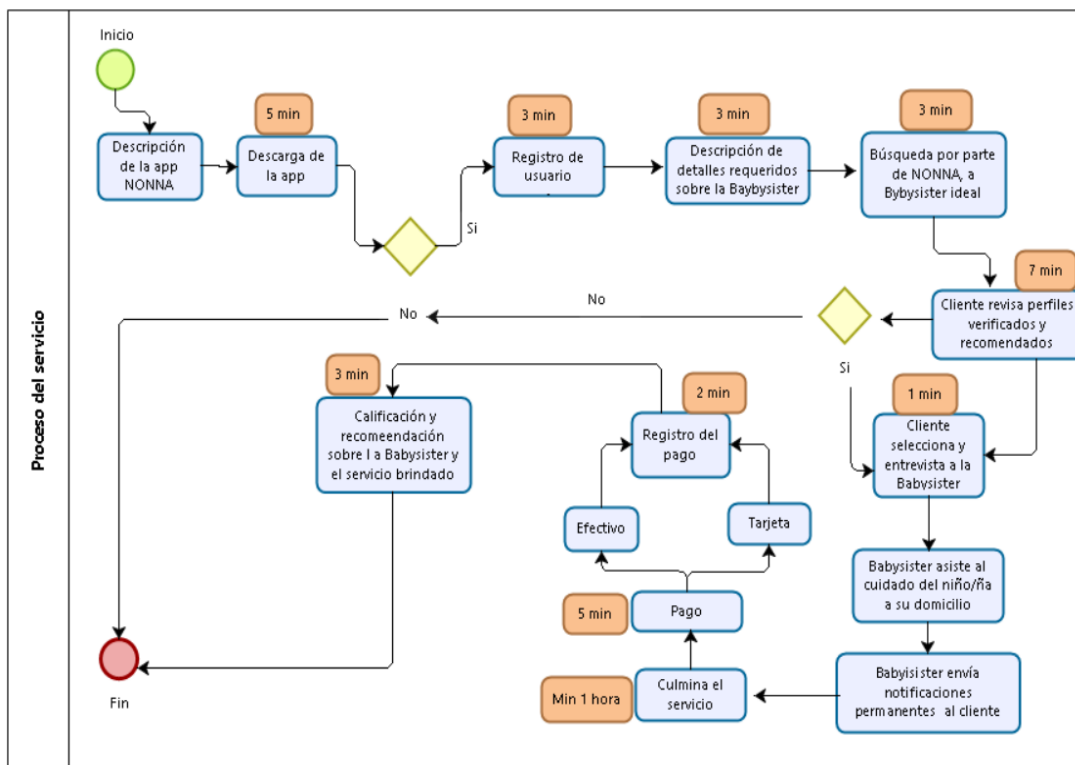 Proceso del servicio
Inicio
Descripción
de la app
NONNA
5 min
Descarga de
la app
Si
3 min
Registro de
usuario
3 min
Descripción de
detalles requeridos
sobre la Baybysister
3 min
Búsqueda por parte
de NONNA, a
Bybysister ideal
7 min
Cliente revisa perfiles
verificados y
recomendados
No
No
Si
1 min
Cliente
selecciona y
entrevista a la
Babysister
Babysister asiste al
cuidado del niño/ña
a su domicilio
Babyisister envía
notificaciones
permanentes al cliente
Min 1 hora
Culmina el
servicio
5 min
Pago
Efectivo
Tarjeta
2 min
Registro del
pago
3 min
Calificación y
recomeendación
sobre l a Babysister y
el servicio brindado
Fin